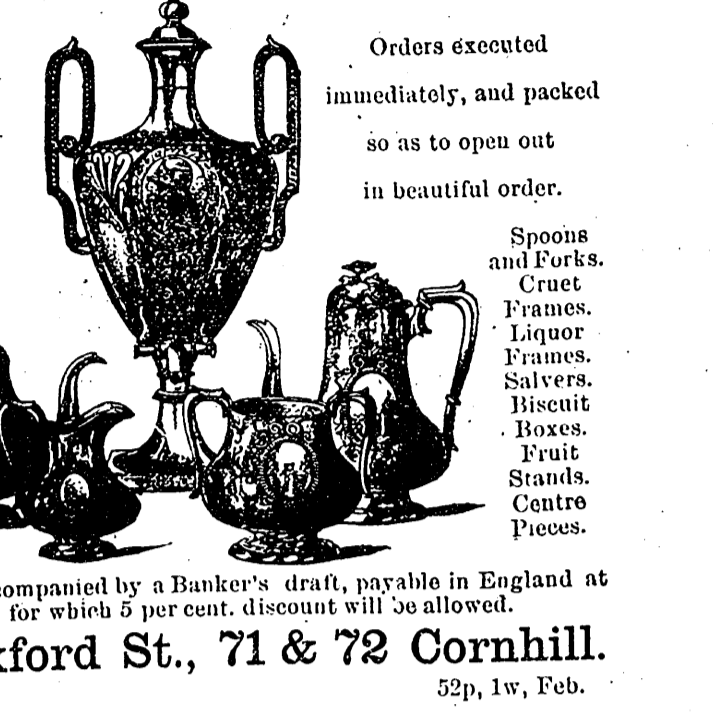 Orders executed
immediately, and packed
so as to open out
in beautiful order.
Spoons
and Forks.
Cruet
Frames.
Liquor
Frames.
Salvers.
Biscuit
Boxes.
Fruit
Stands.
Centre
Pieces.
companied by a Banker's draft, payable in England at
for which 5 per cent. discount will be allowed.
xford St., 71 & 72 Cornhill.
52p, 1w, Feb.